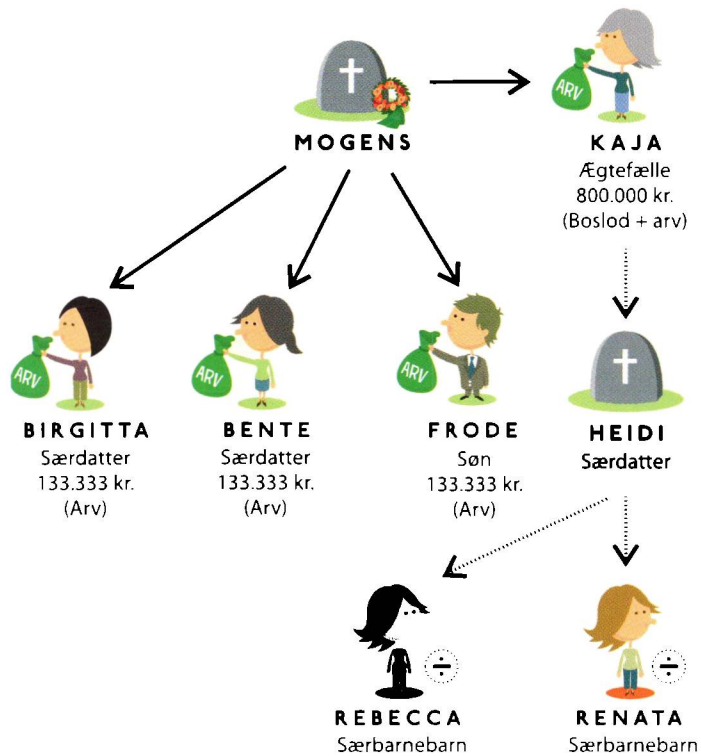 ARV
MOGENS
KAJA
Ægtefælle
800.000 kr.
(Boslod + arv)
ARV
ARV
ARV
BIRGITTA
Særdatter
133.333 kr.
(Arv)
BENTE
Særdatter
133.333 kr.
(Arv)
FRODE
Søn
133.333 kr.
(Arv)
HEIDI
Særdatter
÷
÷
REBECCA
Særbarnebarn
RENATA
Særbarnebarn